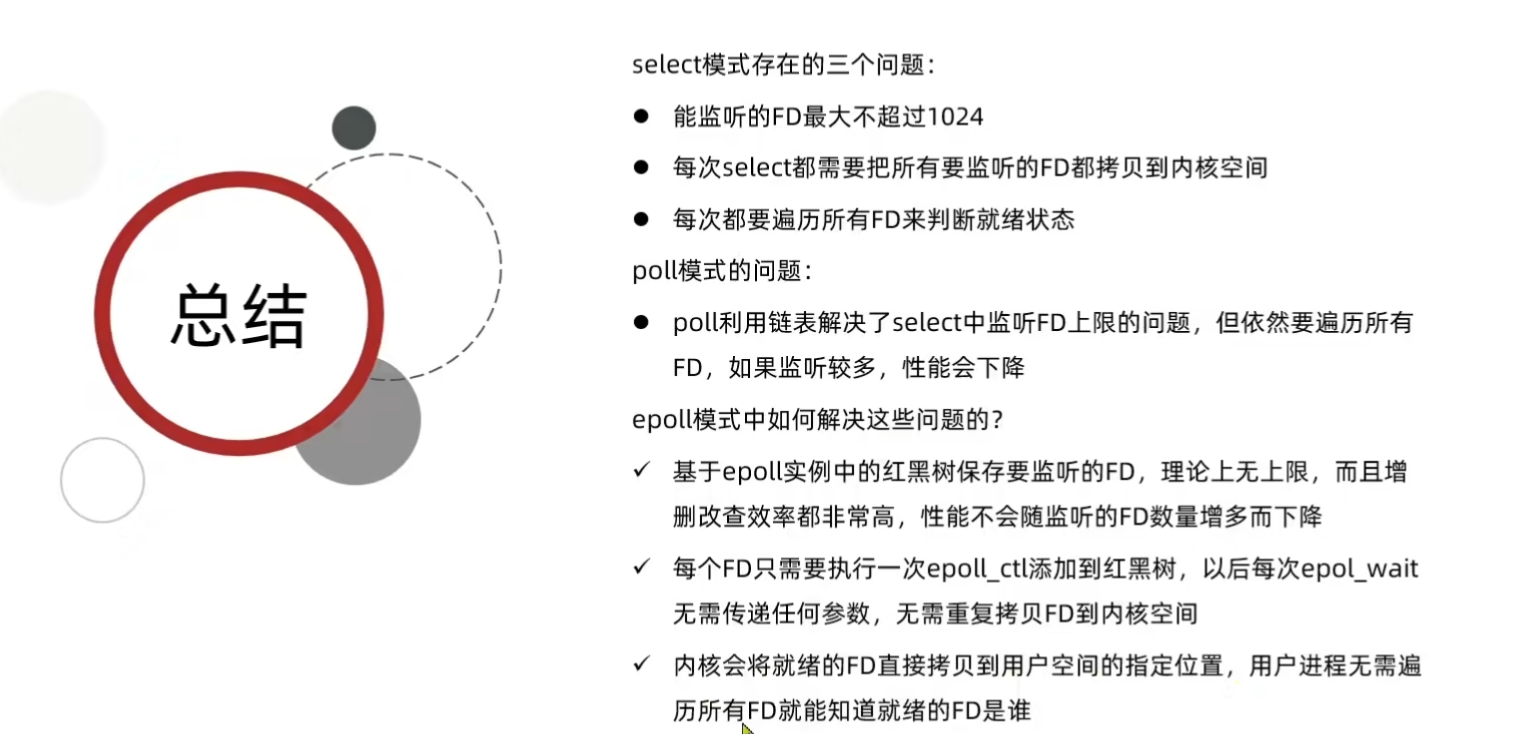 总结
select模式存在的三个问题：
● 能监听的FD最大不超过1024
● 每次select都需要把所有要监听的FD都拷贝到内核空间
● 每次都要遍历所有FD来判断就绪状态
poll模式的问题：
● poll利用链表解决了select中监听FD上限的问题，但依然要遍历所有
FD，如果监听较多，性能会下降
epoll模式中如何解决这些问题的？
✓ 基于epoll实例中的红黑树保存要监听的FD，理论上无上限，而且增
删改查效率都非常高，性能不会随监听的FD数量增多而下降
✓ 每个FD只需要执行一次epoll_ctl添加到红黑树，以后每次epol_wait
无需传递任何参数，无需重复拷贝FD到内核空间
✓ 内核会将就绪的FD直接拷贝到用户空间的指定位置，用户进程无需遍
历所有FD就能知道就绪的FD是谁